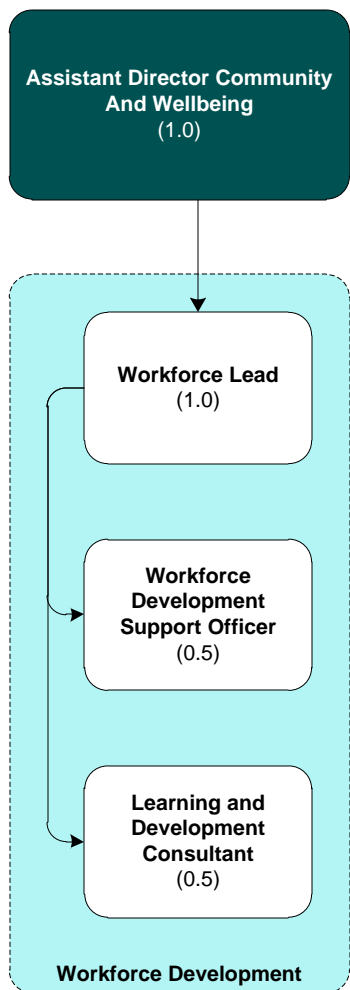 Assistant Director Community
And Wellbeing
(1.0)
Workforce Lead
(1.0)
Workforce
Development
Support Officer
(0.5)
Learning and
Development
Consultant
(0.5)
Workforce Development